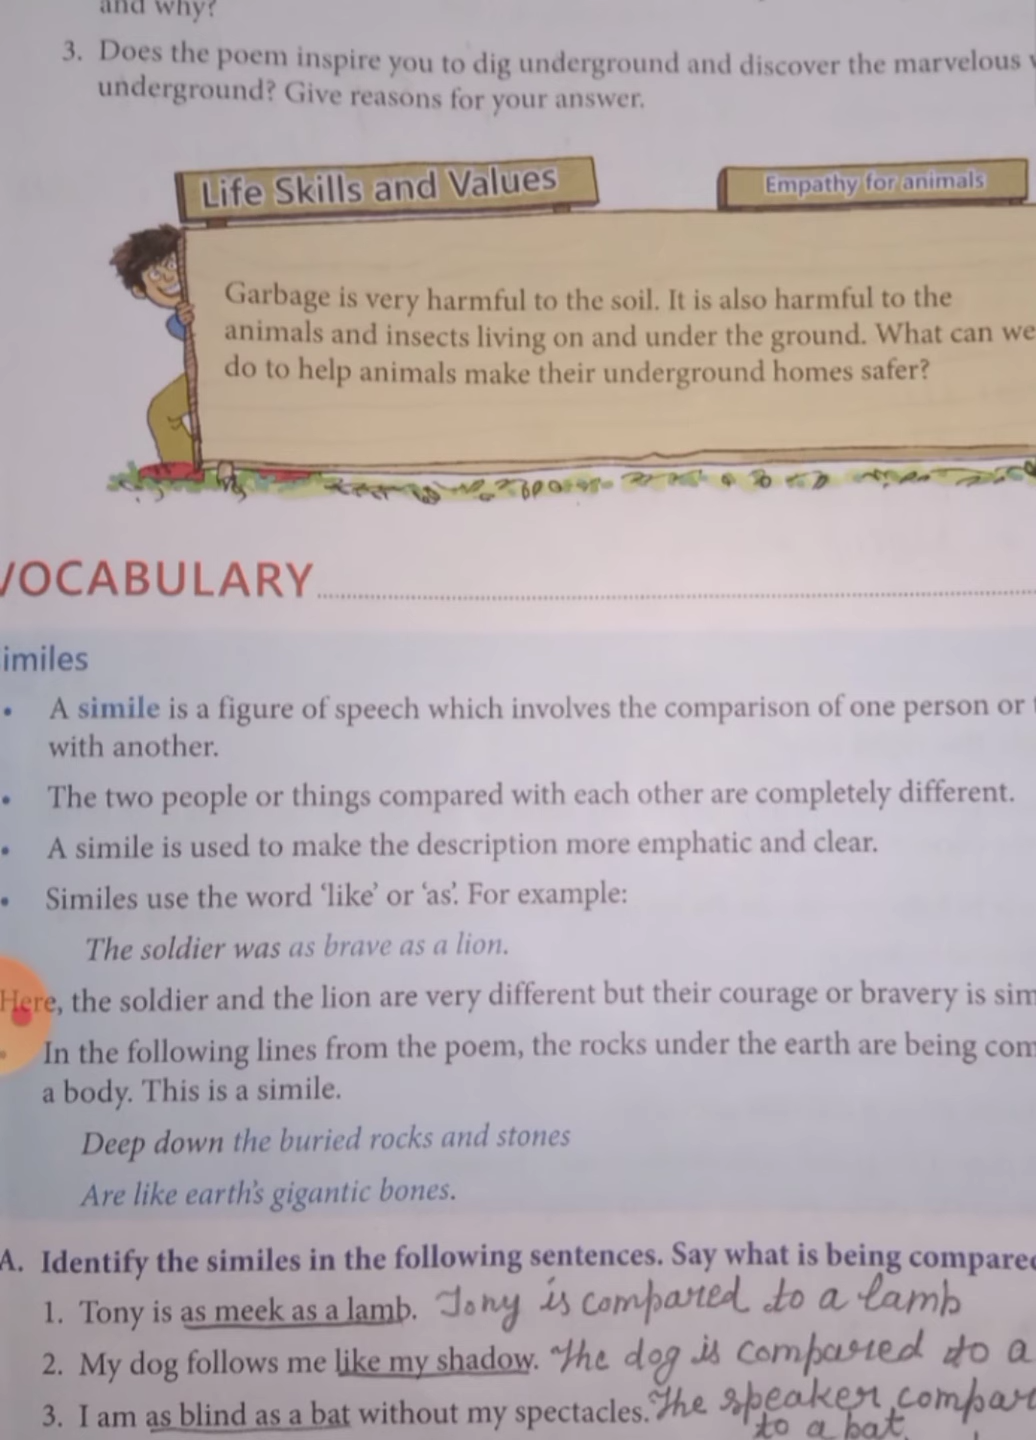 and why?
3. Does the poem inspire you to dig underground and discover the marvelous
underground? Give reasons for your answer.
Life Skills and Values
Empathy for animals
Garbage is very harmful to the soil. It is also harmful to the
animals and insects living on and under the ground. What can we
do to help animals make their underground homes safer?
VOCABULARY
imiles
• A simile is a figure of speech which involves the comparison of one person or
with another.
• The two people or things compared with each other are completely different.
• A simile is used to make the description more emphatic and clear.
• Similes use the word ‘like’ or ‘as’. For example:
The soldier was as brave as a lion.
Here, the soldier and the lion are very different but their courage or bravery is sim
• In the following lines from the poem, the rocks under the earth are being com
a body. This is a simile.
Deep down the buried rocks and stones
Are like earth’s gigantic bones.
A. Identify the similes in the following sentences. Say what is being compared
1. Tony is as meek as a lamb. Tony is compared to a lamb
2. My dog follows me like my shadow. The dog is compared to a
3. I am as blind as a bat without my spectacles. The speaker compar
to a bat